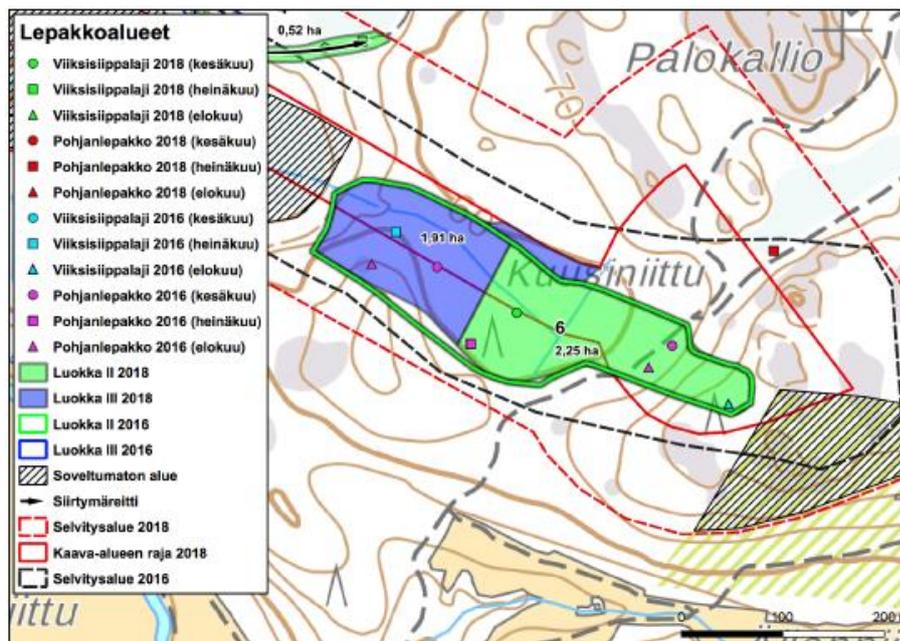 Lepakkoalueet
Viiksisiippalaji 2018 (kesäkuu)
Viiksisiippalaji 2018 (heinäkuu)
Viiksisiippalaji 2018 (elokuu)
Pohjanlepakko 2018 (kesäkuu)
Pohjanlepakko 2018 (heinäkuu)
Pohjanlepakko 2018 (elokuu)
Viiksisiippalaji 2016 (kesäkuu)
Viiksisiippalaji 2016 (heinäkuu)
Viiksisiippalaji 2016 (elokuu)
Pohjanlepakko 2016 (kesäkuu)
Pohjanlepakko 2016 (heinäkuu)
Pohjanlepakko 2016 (elokuu)
Luokka II 2018
Luokka III 2018
Luokka II 2016
Luokka III 2016
Soveltumaton alue
Siirtymäreitti
Selvitysalue 2018
Kaava-alueen raja 2018
Selvitysalue 2016
0,52 ha
Palokallio
70
1,91 ha
Kuusiniittu
6
2,25 ha
iittu
0 100 200